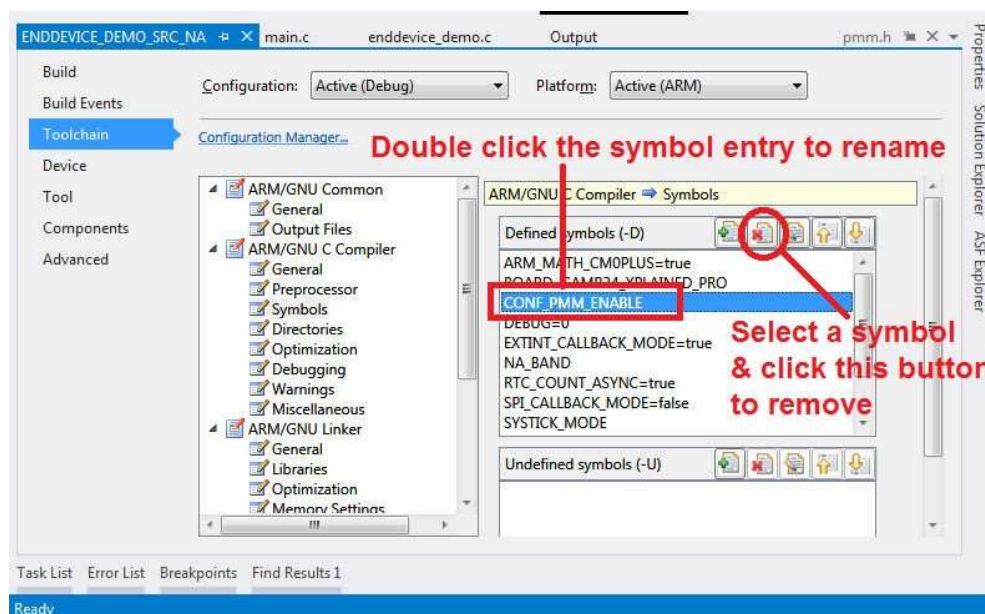 ENDDEVICE_DEMO_SRC_NA main.c enddevice_demo.c Output pmm.h
Build
Build Events
Toolchain
Device
Tool
Components
Advanced
Configuration: Active (Debug) Platform: Active (ARM)
Configuration Manager...
Double click the symbol entry to rename
ARM/GNU Common
General
Output Files
ARM/GNU C Compiler
General
Preprocessor
Symbols
Directories
Optimization
Debugging
Warnings
Miscellaneous
ARM/GNU Linker
General
Libraries
Optimization
Memory Settings
ARM/GNU C Compiler Symbols
Defined symbols (-D)
ARM_MATH_CM0PLUS=true
BOARD=SAMR34_XPLAINED_PRO
CONF_PMM_ENABLE
DEBUG=0
EXTINT_CALLBACK_MODE=true
NA_BAND
RTC_COUNT_ASYNC=true
SPI_CALLBACK_MODE=false
SYSTICK_MODE
Select a symbol
& click this button
to remove
Undefined symbols (-U)
Properties
Solution Explorer
ASF Explorer
Task List Error List Breakpoints Find Results 1
Ready